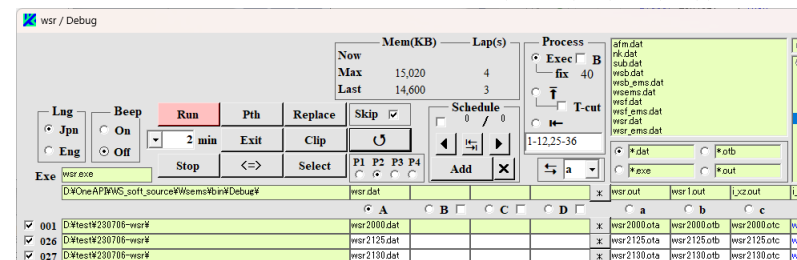 wsr / Debug
Mem(KB) Lap(s)
Now
Max 15,020 4
Last 14,600 3
Process
Exec B
fix 40
T-cut
1-12,25-36
a
afm.dat
nk.dat
sub.dat
wsb.dat
wsb_ems.dat
wsems.dat
wsf.dat
wsf_ems.dat
wsr.dat
wsr_ems.dat
*.dat *.otb
*.exe *.out
Lng Beep
Jpn On
Eng Off
Run Pth Replace Skip
2 min Exit Clip
Stop <=> Select P1 P2 P3 P4
Schedule
0 / 0
Add X
Exe wsr.exe
D:¥OneAPI¥WS_soft_source¥Wsems¥bin¥Debug¥ wsr.dat x wsr.out wsr1.out i_xz.out
A B C D a b c
001 D:¥test¥230706-wsr¥ wsr2000.dat x wsr2000.ota wsr2000.otb wsr2000.otc
026 D:¥test¥230706-wsr¥ wsr2125.dat x wsr2125.ota wsr2125.otb wsr2125.otc
027 D:¥test¥230706-wsr¥ wsr2130.dat x wsr2130.ota wsr2130.otb wsr2130.otc